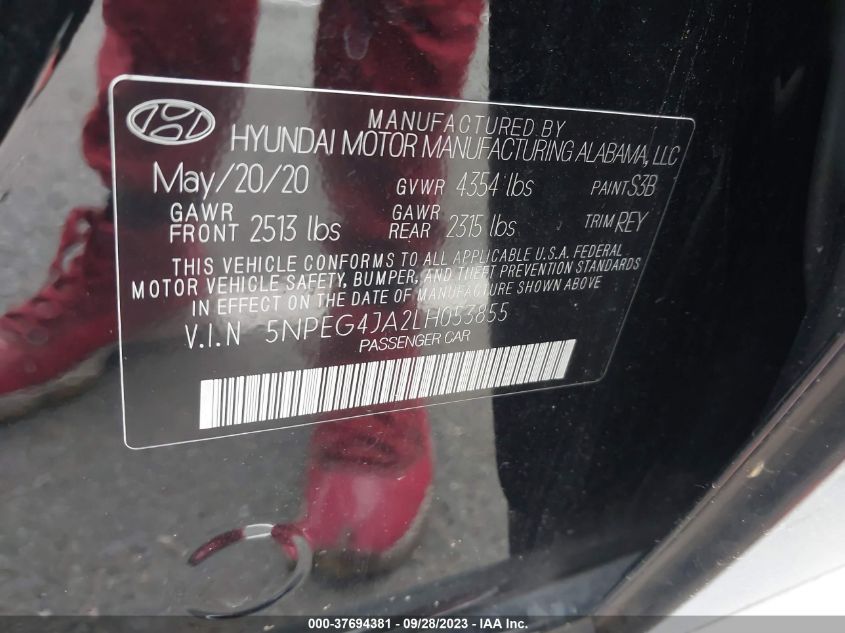 MANUFACTURED BY
HYUNDAI MOTOR MANUFACTURING ALABAMA, LLC
May/20/20 GVWR 4354 lbs PAINT S3B
GAWR FRONT 2513 lbs GAWR REAR 2315 lbs TRIM REY
THIS VEHICLE CONFORMS TO ALL APPLICABLE U.S.A. FEDERAL
MOTOR VEHICLE SAFETY, BUMPER, AND THEFT PREVENTION STANDARDS
IN EFFECT ON THE DATE OF MANUFACTURE SHOWN ABOVE
V.I.N 5NPEG4JA2LH053855
PASSENGER CAR
000-37694381 - 09/28/2023 - IAA Inc.